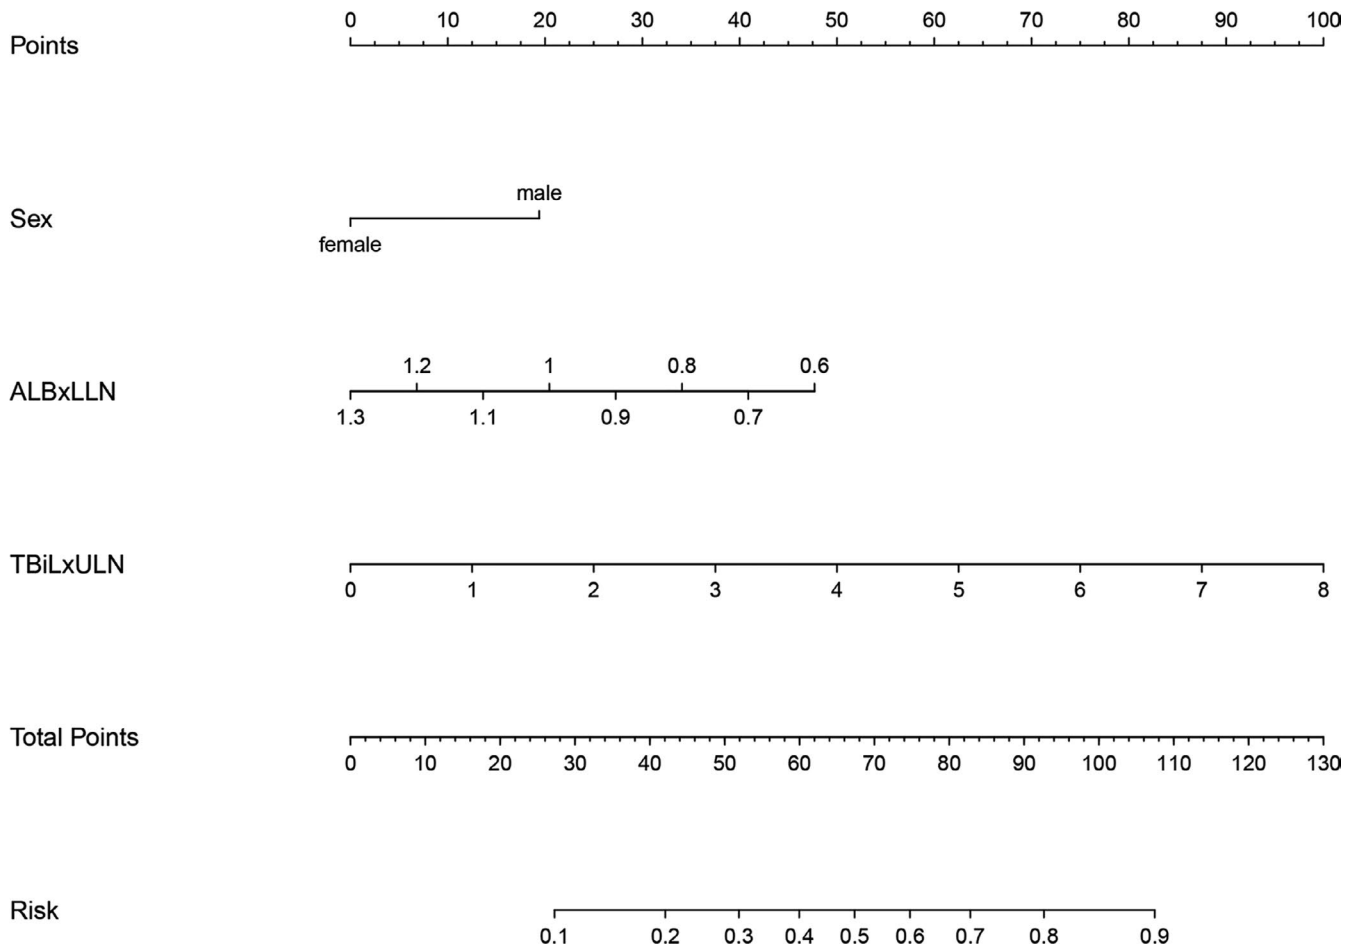 0 10 20 30 40 50 60 70 80 90 100
Points
male
Sex
female
1.2 1 0.8 0.6
ALBxLLN
1.3 1.1 0.9 0.7
TBiLxULN
0 1 2 3 4 5 6 7 8
Total Points
0 10 20 30 40 50 60 70 80 90 100 110 120 130
Risk
0.1 0.2 0.3 0.4 0.5 0.6 0.7 0.8 0.9